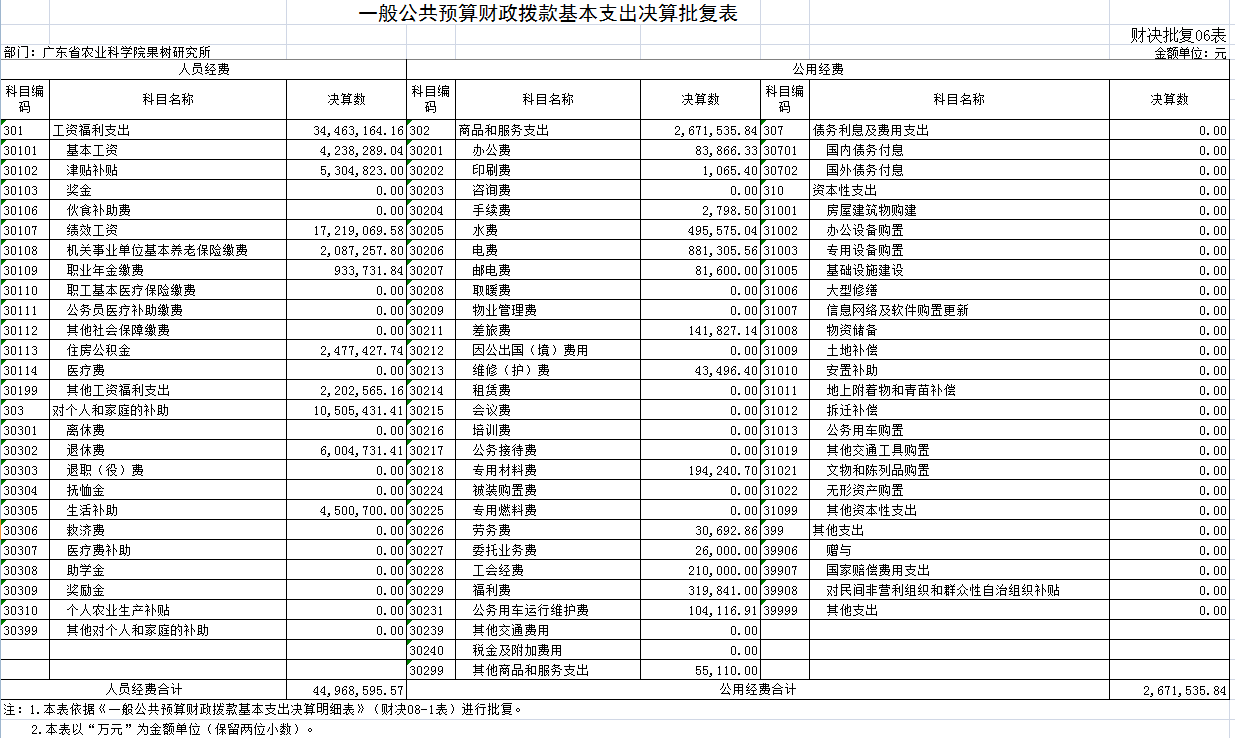 一般公共预算财政拨款基本支出决算批复表
财决批复06表
部门：广东省农业科学院果树研究所 金额单位：元
人员经费 公用经费
科目编码 科目名称 决算数 科目编码 科目名称 决算数 科目编码 科目名称 决算数
301 工资福利支出 34,463,164.16 302 商品和服务支出 2,671,535.84 307 债务利息及费用支出 0.00
30101 基本工资 4,238,289.04 30201 办公费 83,866.33 30701 国内债务付息 0.00
30102 津贴补贴 5,304,823.00 30202 印刷费 1,065.40 30702 国外债务付息 0.00
30103 奖金 0.00 30203 咨询费 0.00 310 资本性支出 0.00
30106 伙食补助费 0.00 30204 手续费 2,798.50 31001 房屋建筑物购建 0.00
30107 绩效工资 17,219,069.58 30205 水费 495,575.04 31002 办公设备购置 0.00
30108 机关事业单位基本养老保险缴费 2,087,257.80 30206 电费 881,305.56 31003 专用设备购置 0.00
30109 职业年金缴费 933,731.84 30207 邮电费 81,600.00 31005 基础设施建设 0.00
30110 职工基本医疗保险缴费 0.00 30208 取暖费 0.00 31006 大型修缮 0.00
30111 公务员医疗补助缴费 0.00 30209 物业管理费 0.00 31007 信息网络及软件购置更新 0.00
30112 其他社会保障缴费 0.00 30211 差旅费 141,827.14 31008 物资储备 0.00
30113 住房公积金 2,477,427.74 30212 因公出国（境）费用 0.00 31009 土地补偿 0.00
30114 医疗费 0.00 30213 维修（护）费 43,496.40 31010 安置补助 0.00
30199 其他工资福利支出 2,202,565.16 30214 租赁费 0.00 31011 地上附着物和青苗补偿 0.00
303 对个人和家庭的补助 10,505,431.41 30215 会议费 0.00 31012 拆迁补偿 0.00
30301 离休费 0.00 30216 培训费 0.00 31013 公务用车购置 0.00
30302 退休费 6,004,731.41 30217 公务接待费 0.00 31019 其他交通工具购置 0.00
30303 退职（役）费 0.00 30218 专用材料费 194,240.70 31021 文物和陈列品购置 0.00
30304 抚恤金 0.00 30224 被装购置费 0.00 31022 无形资产购置 0.00
30305 生活补助 4,500,700.00 30225 专用燃料费 0.00 31099 其他资本性支出 0.00
30306 救济费 0.00 30226 劳务费 30,692.86 399 其他支出 0.00
30307 医疗费补助 0.00 30227 委托业务费 26,000.00 39906 赠与 0.00
30308 助学金 0.00 30228 工会经费 210,000.00 39907 国家赔偿费用支出 0.00
30309 奖励金 0.00 30229 福利费 319,841.00 39908 对民间非营利组织和群众性自治组织补贴 0.00
30310 个人农业生产补贴 0.00 30231 公务用车运行维护费 104,116.91 39999 其他支出 0.00
30399 其他对个人和家庭的补助 0.00 30239 其他交通费用 0.00
30240 税金及附加费用 0.00
30299 其他商品和服务支出 55,110.00
人员经费合计 44,968,595.57 公用经费合计 2,671,535.84
注：1.本表依据《一般公共预算财政拨款基本支出决算明细表》（财决08-1表）进行批复。
2.本表以“万元”为金额单位（保留两位小数）。